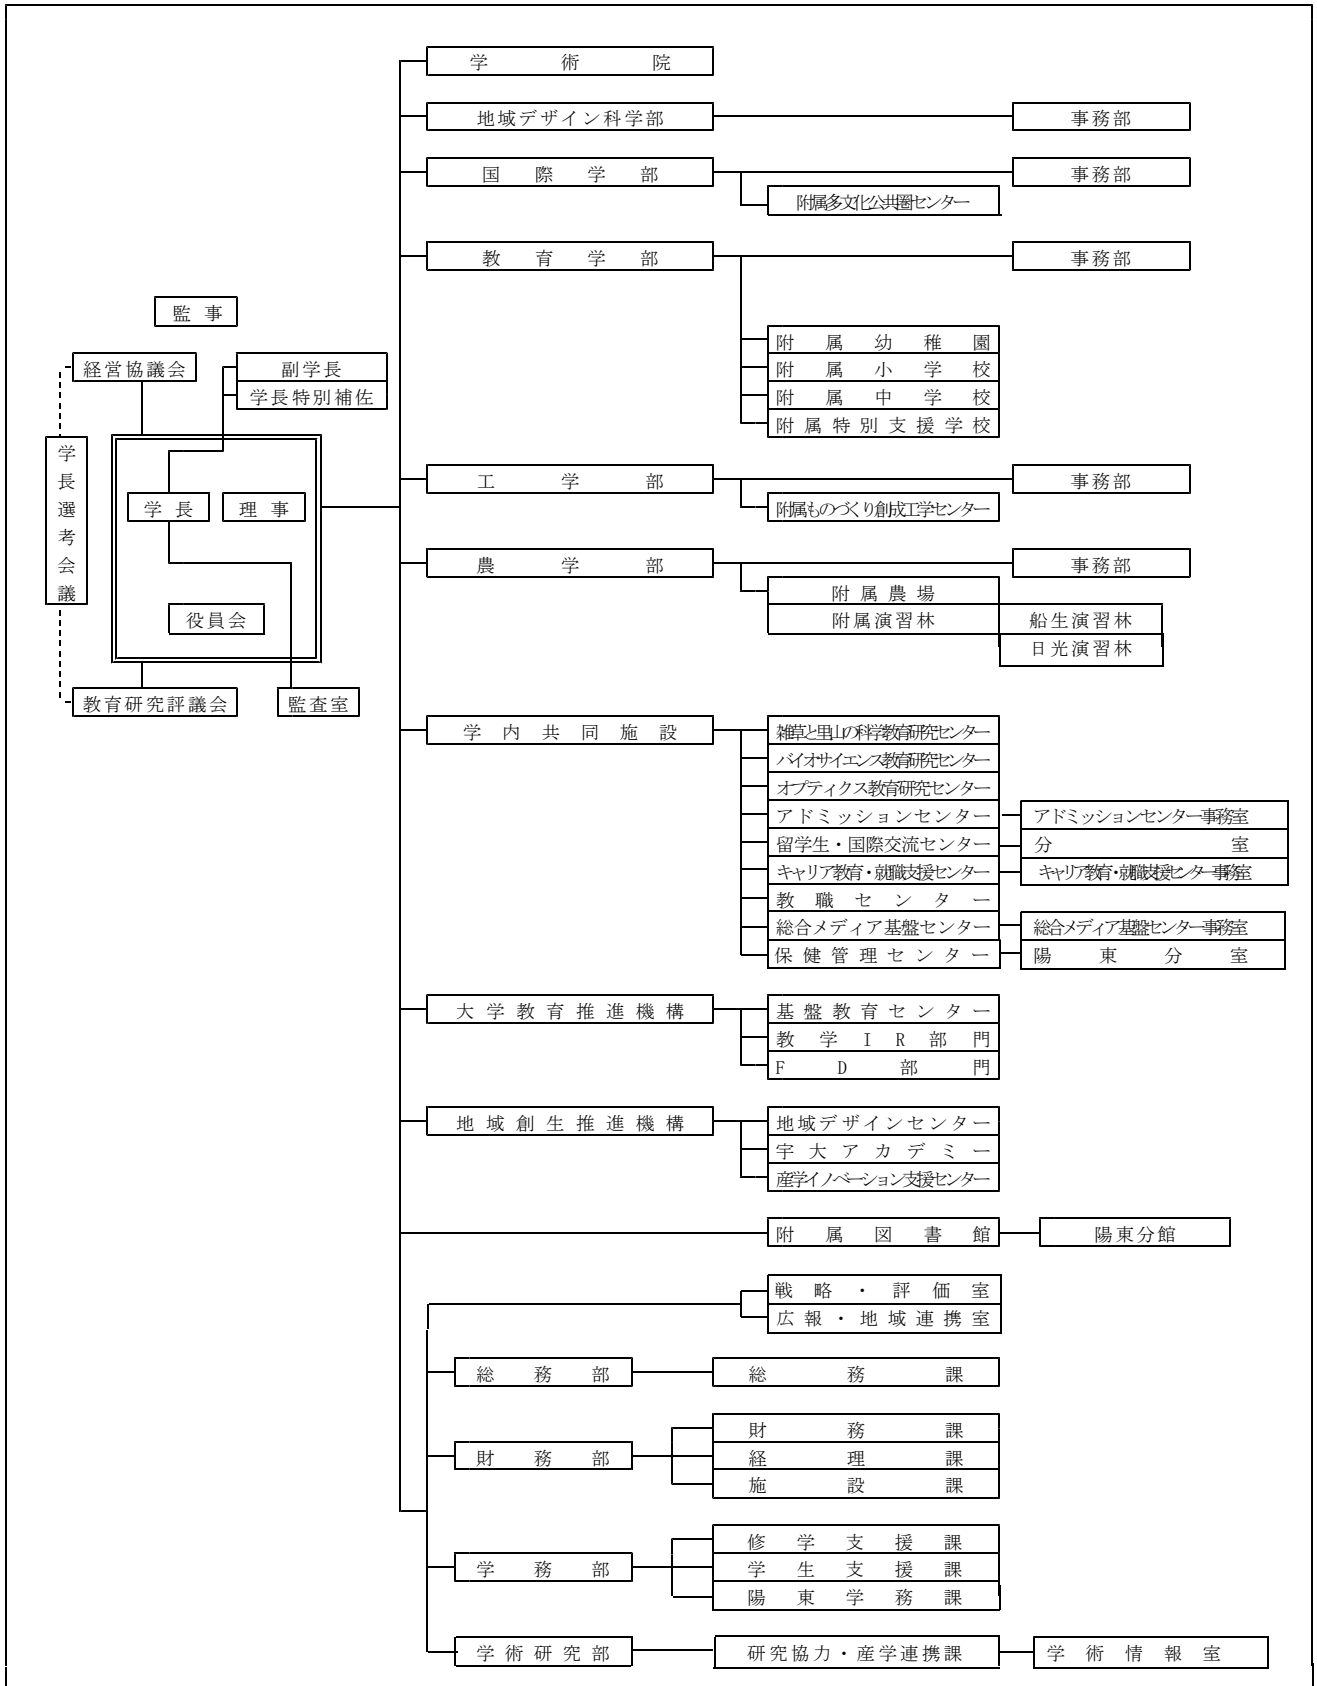 学術院
地域デザイン科学部 事務部
国際学部 事務部
附属多文化公共圏センター
教育学部 事務部
監事
附属幼稚園
経営協議会 副学長 附属小学校
学長特別補佐 附属中学校
附属特別支援学校
学長選考会議
工学部 事務部
学長 理事 附属ものづくり創成工学センター
農学部 事務部
附属農場
役員会 附属演習林 船生演習林
日光演習林
教育研究評議会 監査室
学内共同施設 雑草と里山の科学教育研究センター
バイオサイエンス教育研究センター
オプティクス教育研究センター
アドミッションセンター アドミッションセンター事務室
留学生・国際交流センター 分室
キャリア教育・就職支援センター キャリア教育・就職支援センター事務室
教職センター
総合メディア基盤センター 総合メディア基盤センター事務室
保健管理センター 陽東分室
大学教育推進機構 基盤教育センター
教学IR部門
FD部門
地域創生推進機構 地域デザインセンター
宇大アカデミー
産学イノベーション支援センター
附属図書館 陽東分館
戦略・評価室
広報・地域連携室
総務部 総務課
財務課
財務部 経理課
施設課
修学支援課
学務部 学生支援課
陽東学務課
学術研究部 研究協力・産学連携課 学術情報室